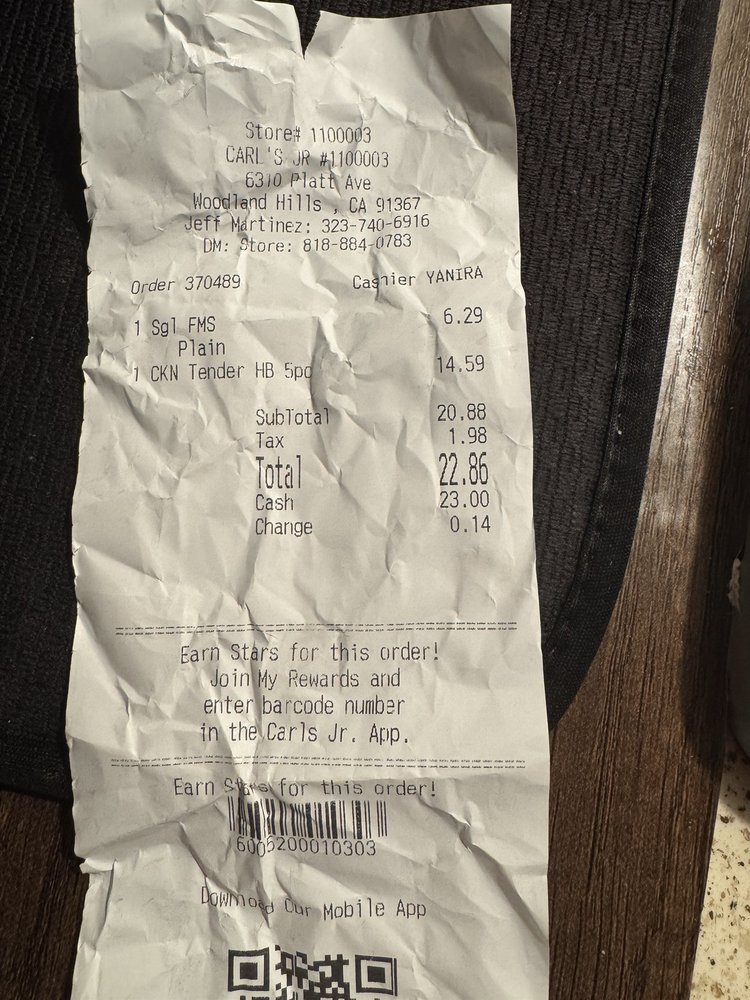 Store# 1100003
CARL'S JR #1100003
6310 Platt Ave
Woodland Hills , CA 91367
Jeff Martinez: 323-740-6916
DM: Store: 818-884-0783
Order 370489 Cashier YANIRA
1 Sgl FMS 6.29
Plain
1 CKN Tender HB 5pc 14.59
SubTotal 20.88
Tax 1.98
Total 22.86
Cash 23.00
Change 0.14
Earn Stars for this order!
Join My Rewards and
enter barcode number
in the Carls Jr. App.
Earn Stars for this order!
6006200010303
Download Our Mobile App